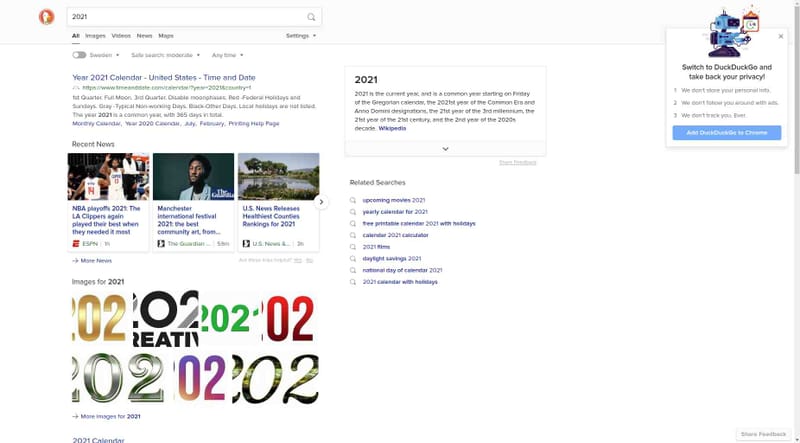 2021
All Images Videos News Maps
Settings
Sweden Safe search: moderate Any time
Year 2021 Calendar - United States - Time and Date
https://www.timeanddate.com/calendar/?year=2021&country=1
1st Quarter. Full Moon. 3rd Quarter. Disable moonphases. Red-Federal Holidays and
Sundays. Gray-Typical Non-working Days. Black-Other Days. Local holidays are not listed.
The year 2021 is a common year, with 365 days in total.
Monthly Calendar, Year 2020 Calendar, July, February, Printing Help Page
Recent News
NBA playoffs 2021: The
LA Clippers again
played their best when
they needed it most
ESPN 1h
Manchester
international festival
2021: the best
community art, from...
The Guardian ... 59m
U.S. News Releases
Healthiest Counties
Rankings for 2021
U.S. News &... 3h
More News
Are these links helpful? Yes No
Images for 2021
202
REATIV
2021
02
202
02
202
More Images for 2021
2021 Calendar
2021
2021 is the current year, and is a common year starting on Friday
of the Gregorian calendar, the 2021st year of the Common Era and
Anno Domini designations, the 21st year of the 3rd millennium, the
21st year of the 21st century, and the 2nd year of the 2020s
decade. Wikipedia
Share Feedback
Related Searches
upcoming movies 2021
yearly calendar for 2021
free printable calendar 2021 with holidays
calendar 2021 calculator
2021 films
daylight savings 2021
national day of calendar 2021
2021 calendar with holidays
Switch to DuckDuckGo and
take back your privacy!
1 We don't store your personal info.
2 We don't follow you around with ads.
3 We don't track you. Ever.
Add DuckDuckGo to Chrome
Share Feedback